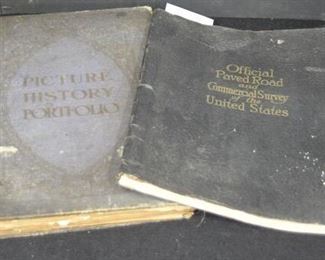 PICTURE
HISTORY
PORTFOLIO
Official
Paved Road
and
Commercial Survey
of the
United States